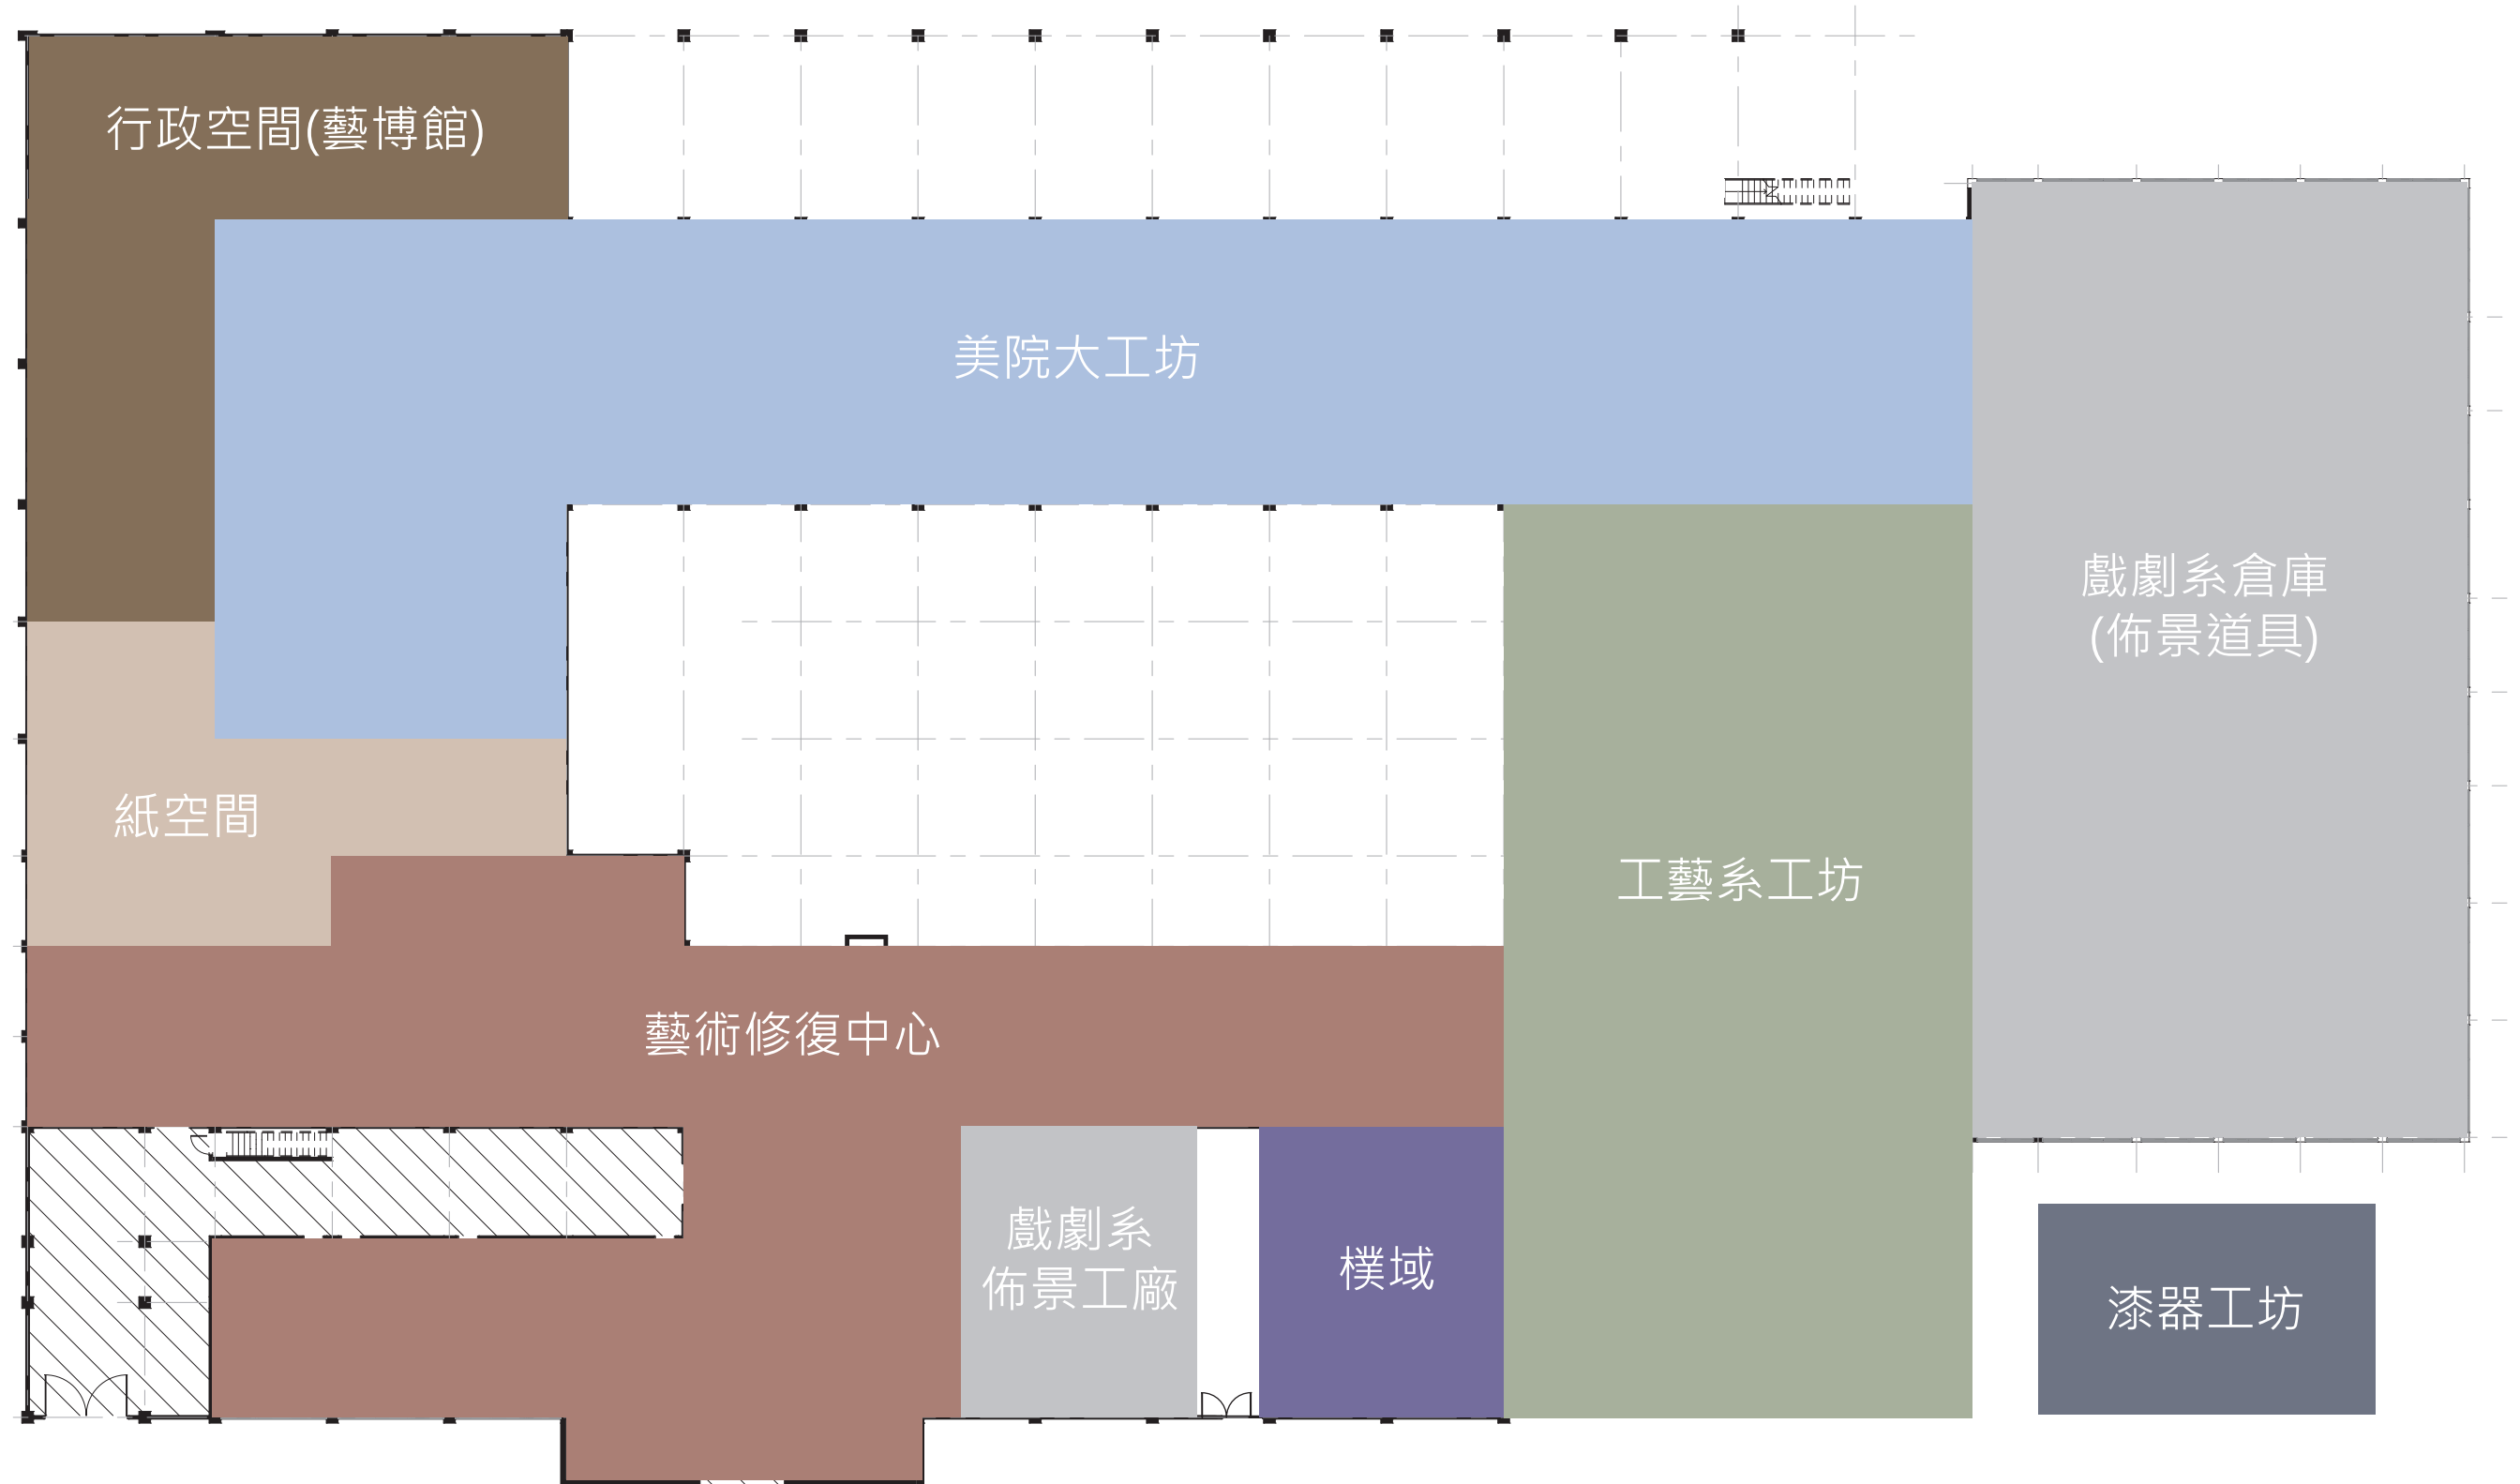 行政空間(藝博館)
美院大工坊
戲劇系倉庫
(佈景道具)
紙空間
工藝系工坊
藝術修復中心
戲劇系
佈景工廠
樸域
漆器工坊